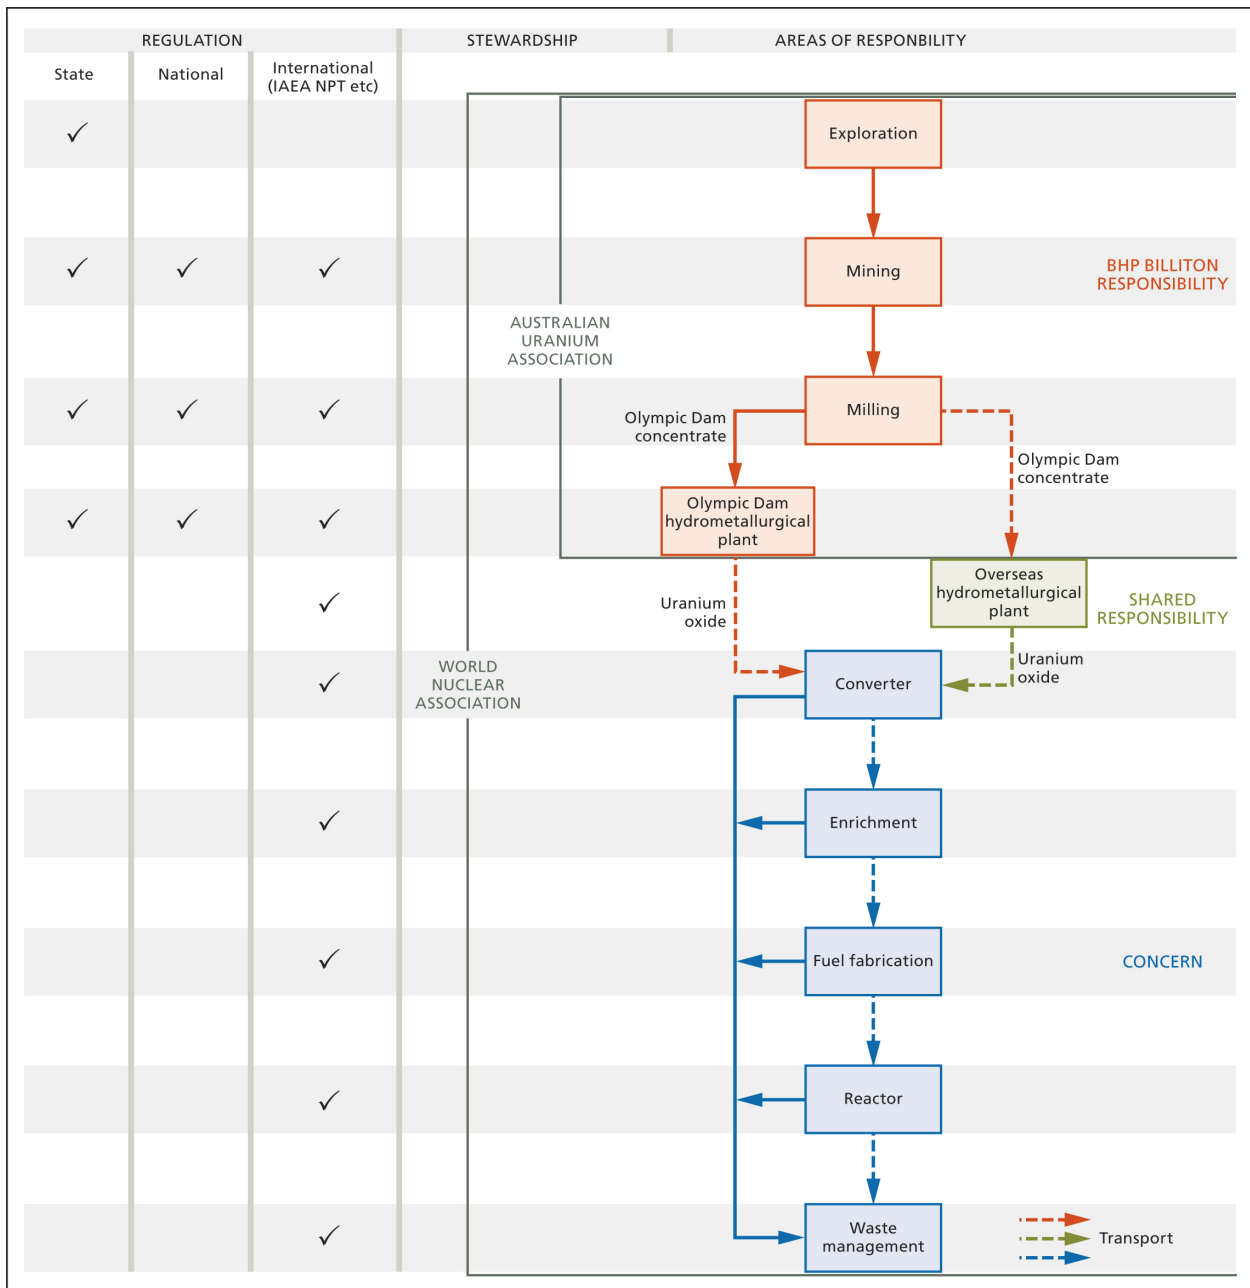 REGULATION
STEWARDSHIP
AREAS OF RESPONBILITY
State
National
International
(IAEA NPT etc)
✓
Exploration
✓ ✓ ✓
Mining
BHP BILLITON
RESPONSIBILITY
AUSTRALIAN
URANIUM
ASSOCIATION
✓ ✓ ✓
Milling
Olympic Dam
concentrate
Olympic Dam
concentrate
✓ ✓ ✓
Olympic Dam
hydrometallurgical
plant
✓
Uranium
oxide
Overseas
hydrometallurgical
plant
SHARED
RESPONSIBILITY
✓
WORLD
NUCLEAR
ASSOCIATION
Converter
Uranium
oxide
✓
Enrichment
✓
Fuel fabrication
CONCERN
✓
Reactor
✓
Waste
management
Transport